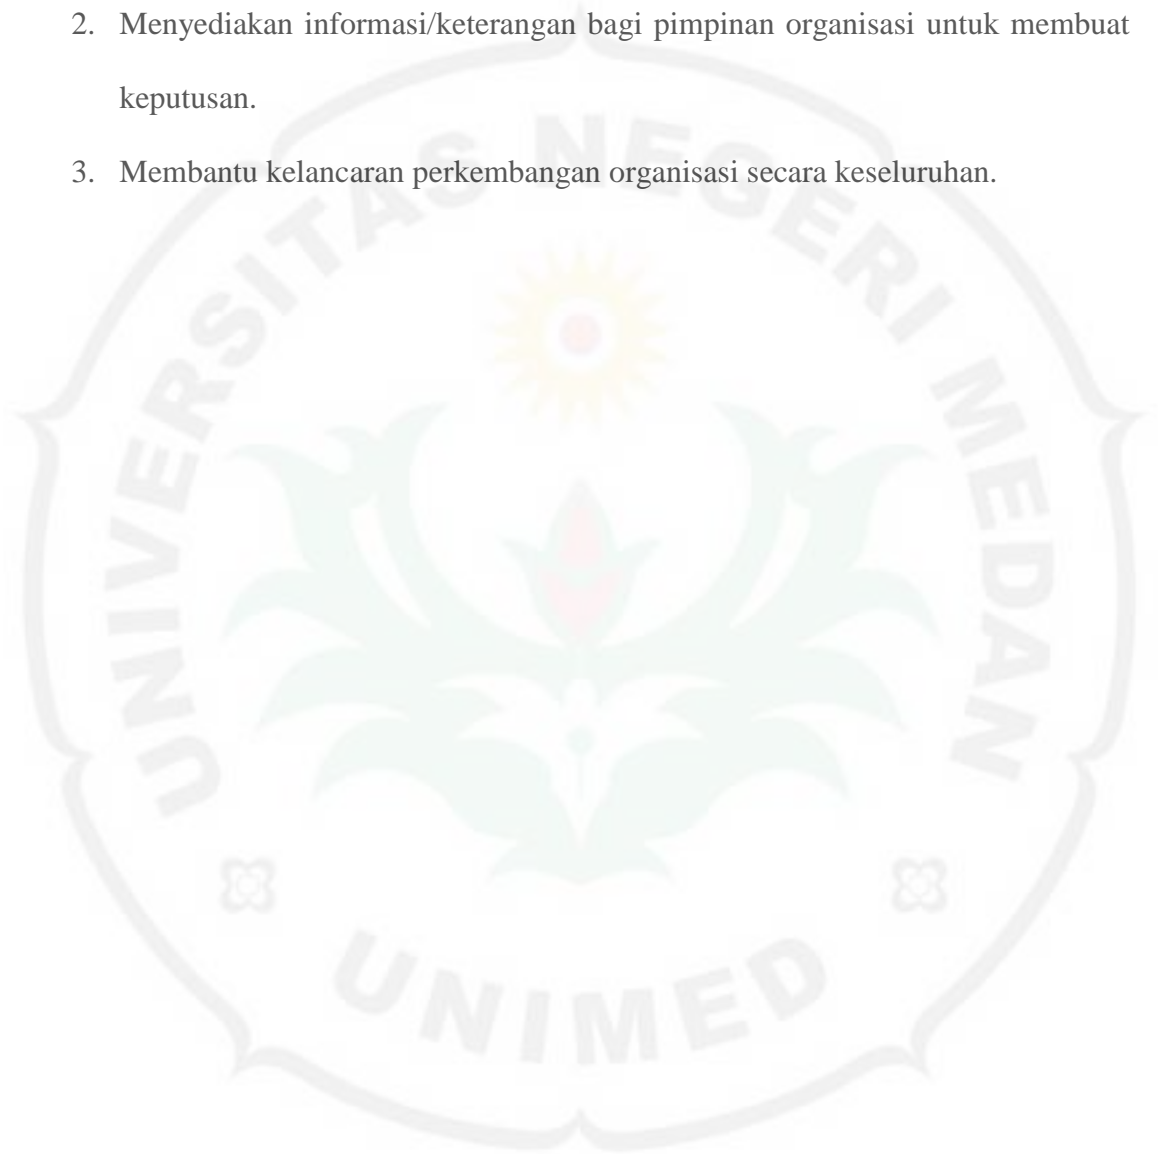 2. Menyediakan informasi/keterangan bagi pimpinan organisasi untuk membuat
keputusan.
3. Membantu kelancaran perkembangan organisasi secara keseluruhan.
UNIVERSITAS NEGERI MEDAN
UNIMED